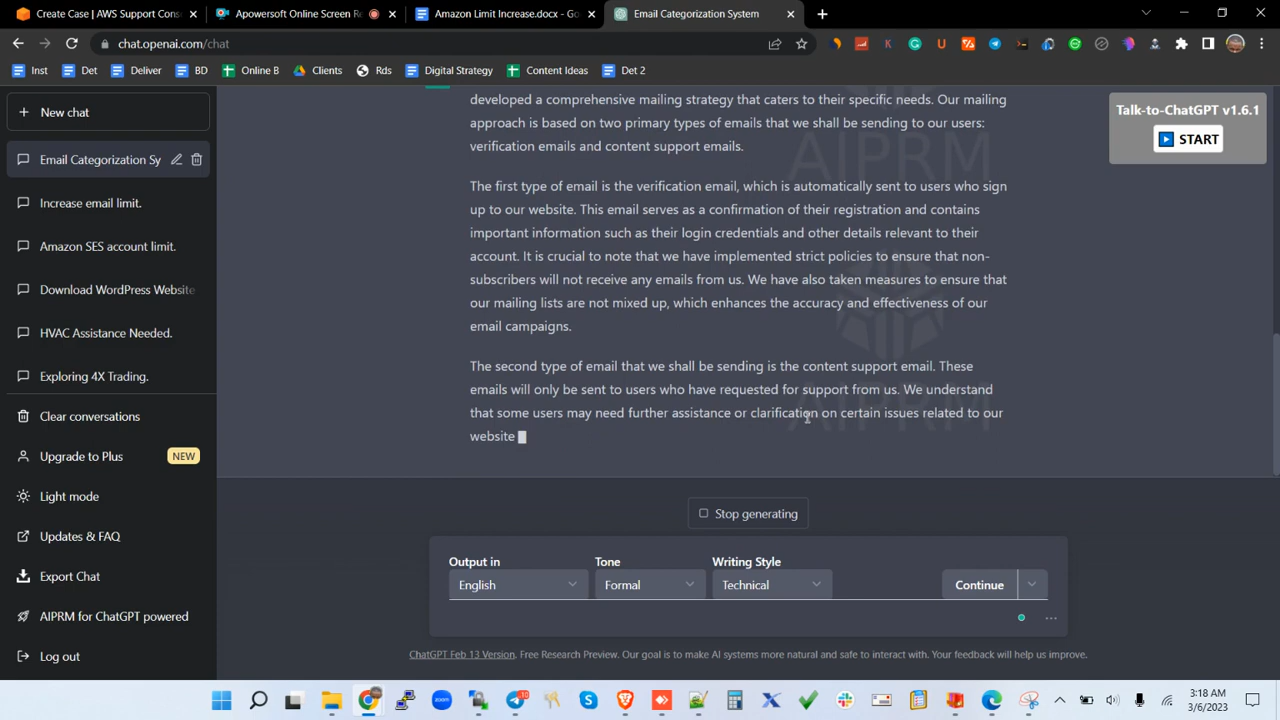 Create Case | AWS Support Cons
Apowersoft Online Screen Re
Amazon Limit Increase.docx - Go
Email Categorization System
chat.openai.com/chat
Inst
Det
Deliver
BD
Online B
Clients
Rds
Digital Strategy
Content Ideas
Det 2
New chat
Email Categorization Sy
Increase email limit.
Amazon SES account limit.
Download WordPress Website
HVAC Assistance Needed.
Exploring 4X Trading.
Clear conversations
Upgrade to Plus
NEW
Light mode
Updates & FAQ
Export Chat
AIPRM for ChatGPT powered
Log out
developed a comprehensive mailing strategy that caters to their specific needs. Our mailing
approach is based on two primary types of emails that we shall be sending to our users:
verification emails and content support emails.
The first type of email is the verification email, which is automatically sent to users who sign
up to our website. This email serves as a confirmation of their registration and contains
important information such as their login credentials and other details relevant to their
account. It is crucial to note that we have implemented strict policies to ensure that non-
subscribers will not receive any emails from us. We have also taken measures to ensure that
our mailing lists are not mixed up, which enhances the accuracy and effectiveness of our
email campaigns.
The second type of email that we shall be sending is the content support email. These
emails will only be sent to users who have requested for support from us. We understand
that some users may need further assistance or clarification on certain issues related to our
website
AIPRM
AIPRM
Talk-to-ChatGPT v1.6.1
START
Stop generating
Output in
Tone
Writing Style
English
Formal
Technical
Continue
ChatGPT Feb 13 Version. Free Research Preview. Our goal is to make AI systems more natural and safe to interact with. Your feedback will help us improve.
zoom
10
3:18 AM
3/6/2023